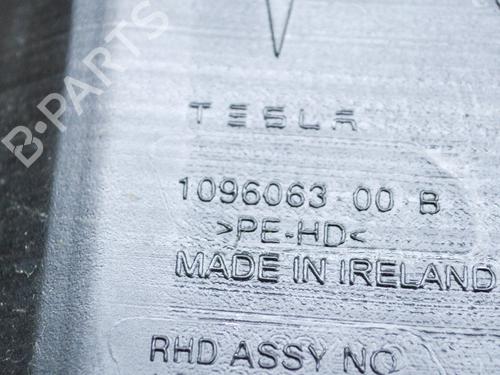 B-PARTS
TESLA
1096063-00 B
>PE-HD<
MADE IN IRELAND
RHD ASSY NO